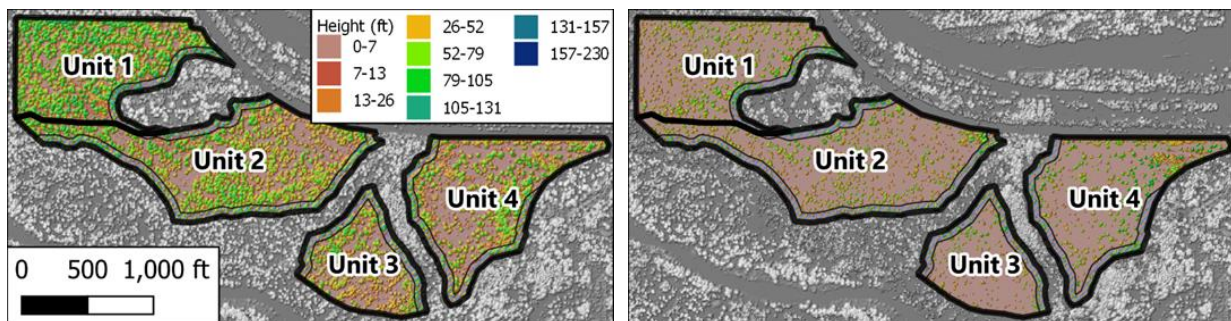 Height (ft)
0-7
7-13
13-26
26-52
52-79
79-105
105-131
131-157
157-230
Unit 1
Unit 2
Unit 3
Unit 4
0 500 1,000 ft
Unit 1
Unit 2
Unit 3
Unit 4